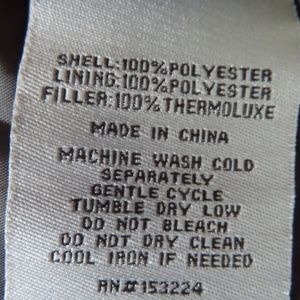 SHELL:100%POLYESTER
LINING:100%POLYESTER
FILLER:100%THERMOLUXE
MADE IN CHINA
MACHINE WASH COLD
SEPARATELY
GENTLE CYCLE
TUMBLE DRY LOW
DO NOT BLEACH
DO NOT DRY CLEAN
COOL IRON IF NEEDED
RN#153224